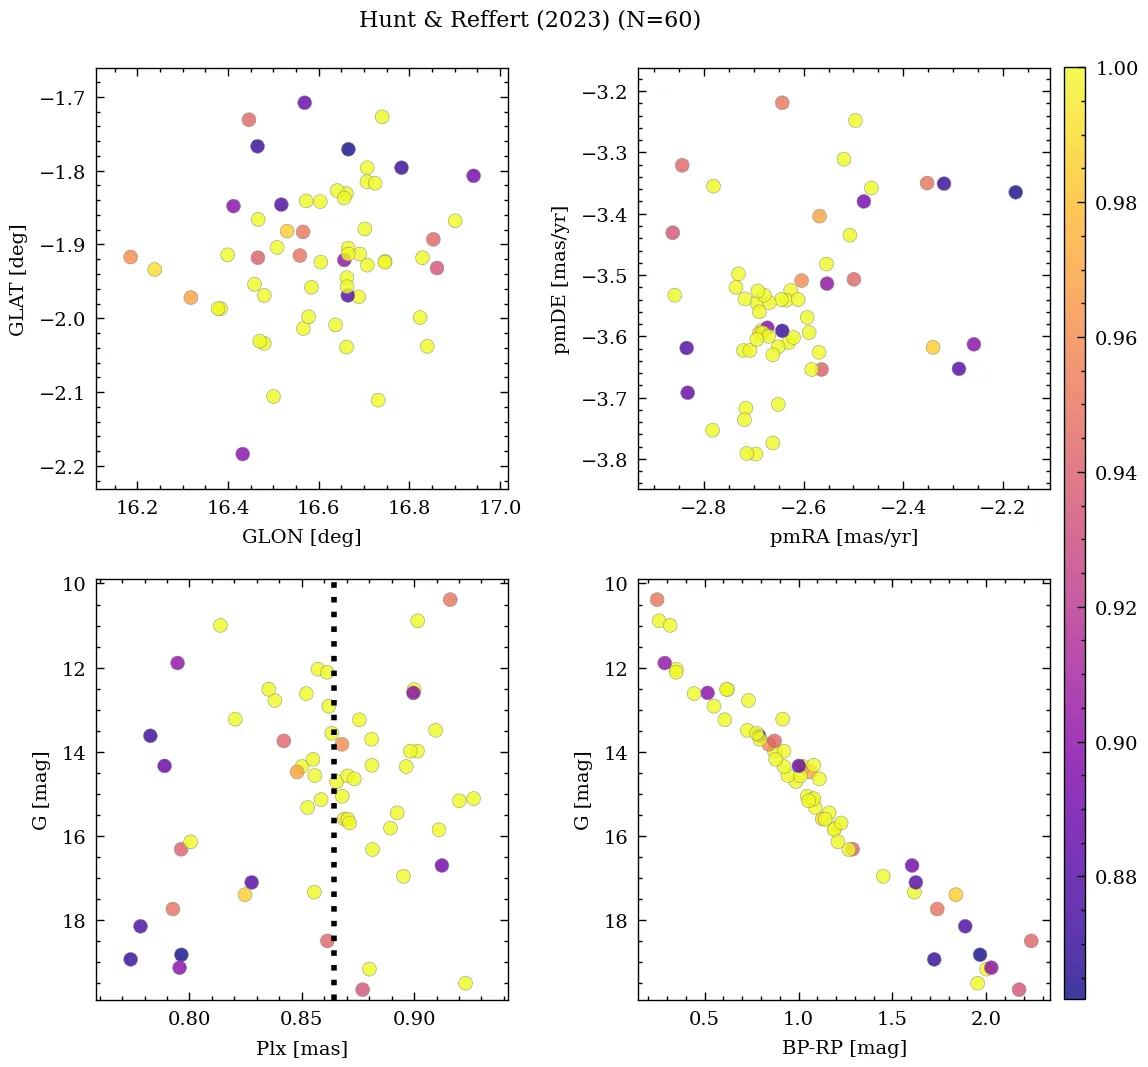 Hunt & Reffert (2023) (N=60)
−1.7
−1.8
−1.9
−2.0
−2.1
−2.2
GLAT [deg]
16.2 16.4 16.6 16.8 17.0
GLON [deg]
−3.2
−3.3
−3.4
−3.5
−3.6
−3.7
−3.8
pmDE [mas/yr]
−2.8 −2.6 −2.4 −2.2
pmRA [mas/yr]
10
12
14
16
18
G [mag]
0.80 0.85 0.90
Plx [mas]
10
12
14
16
18
G [mag]
0.5 1.0 1.5 2.0
BP-RP [mag]
1.00
0.98
0.96
0.94
0.92
0.90
0.88